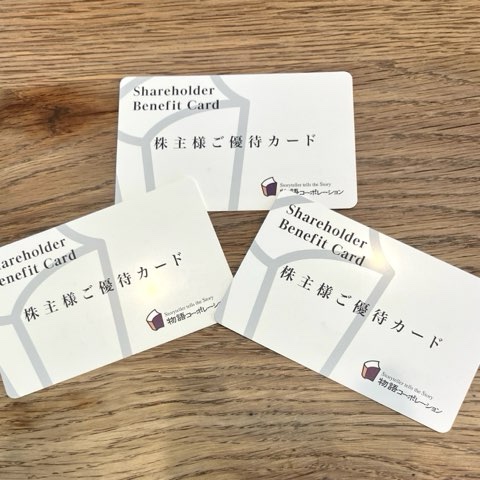 Shareholder
Benefit Card
株主様ご優待カード
Storyteller tells the Story
物語コーポレーション
Shareholder
Benefit Card
株主様ご優待カード
Storyteller tells the Story
物語コーポレーション
Shareholder
Benefit Card
株主様ご優待カード
Storyteller tells the Story
物語コーポレーション